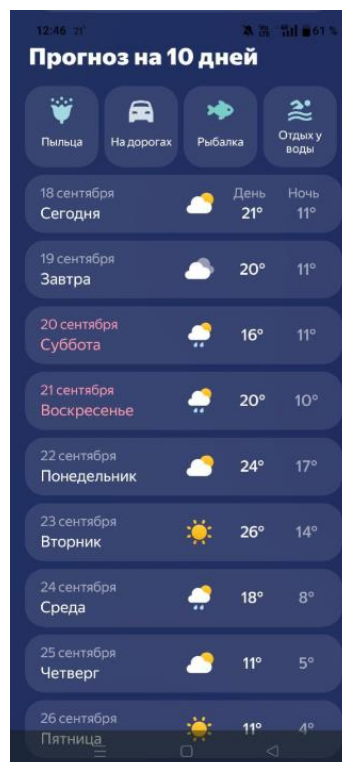 12:46 21°
61 %
Прогноз на 10 дней
Пыльца
На дорогах
Рыбалка
Отдых у
воды
18 сентября День Ночь
Сегодня 21° 11°
19 сентября
Завтра 20° 11°
20 сентября
Суббота 16° 11°
21 сентября
Воскресенье 20° 10°
22 сентября
Понедельник 24° 17°
23 сентября
Вторник 26° 14°
24 сентября
Среда 18° 8°
25 сентября
Четверг 11° 5°
26 сентября
Пятница 11° 4°